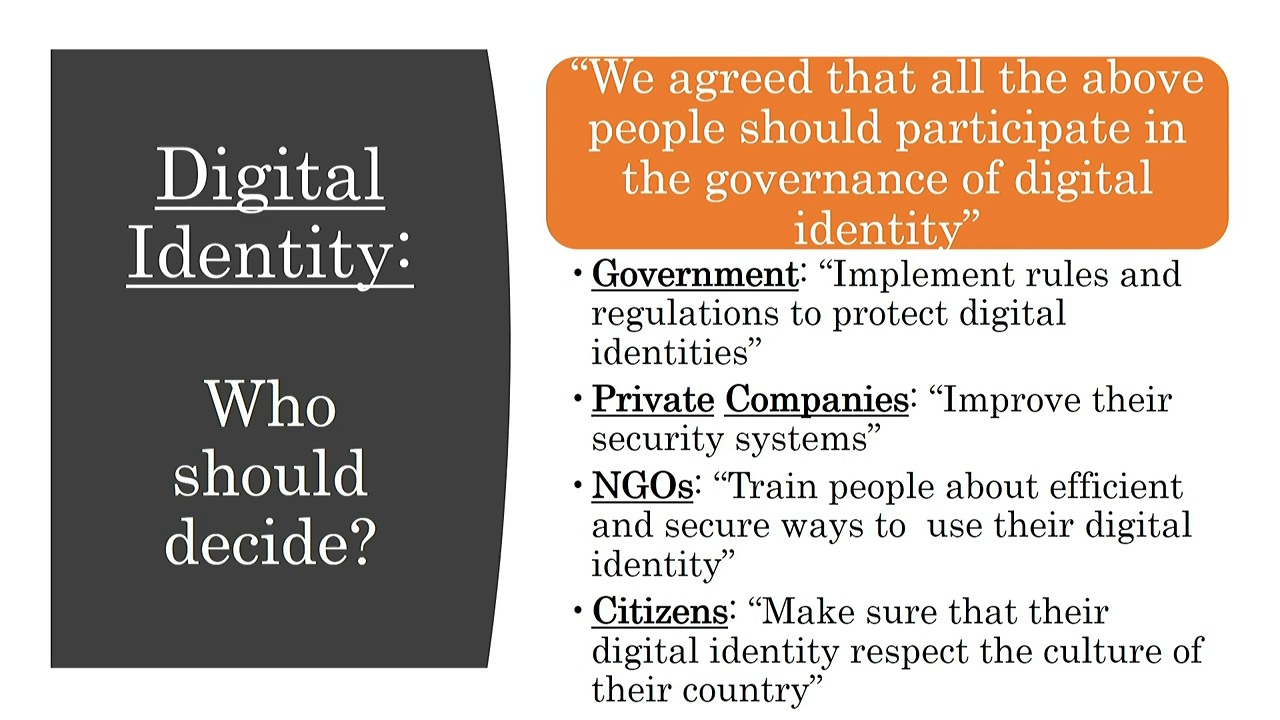 Digital
Identity:
Who
should
decide?
“We agreed that all the above
people should participate in
the governance of digital
identity”
• Government: “Implement rules and
regulations to protect digital
identities”
• Private Companies: “Improve their
security systems”
• NGOs: “Train people about efficient
and secure ways to  use their digital
identity”
• Citizens: “Make sure that their
digital identity respect the culture of
their country”